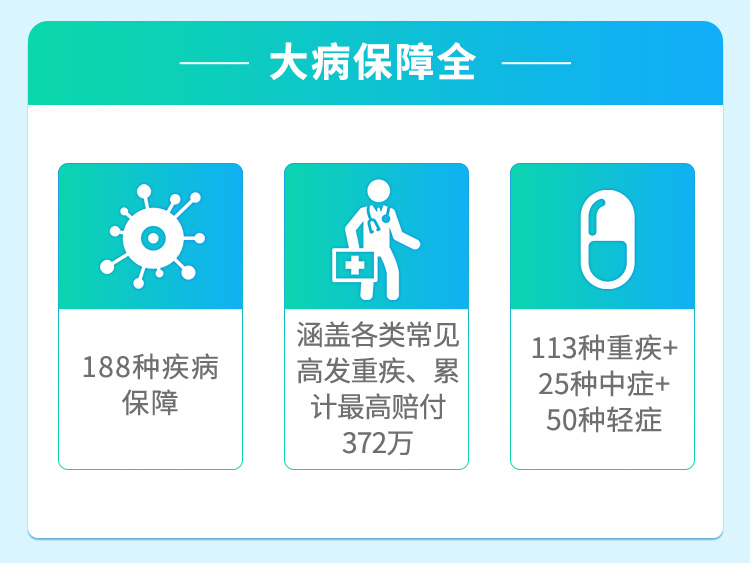 大病保障全
188种疾病
保障
涵盖各类常见
高发重疾、累
计最高赔付
372万
113种重疾+
25种中症+
50种轻症